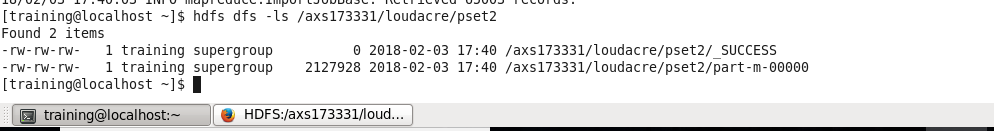 18/02/03 17:40:03 INFO mapreduce.ImportJobBase: Retrieved 65003 records.
[training@localhost ~]$ hdfs dfs -ls /axs173331/loudacre/pset2
Found 2 items
-rw-rw-rw-   1 training supergroup          0 2018-02-03 17:40 /axs173331/loudacre/pset2/_SUCCESS
-rw-rw-rw-   1 training supergroup    2127928 2018-02-03 17:40 /axs173331/loudacre/pset2/part-m-00000
[training@localhost ~]$
training@localhost:~
HDFS:/axs173331/loud...